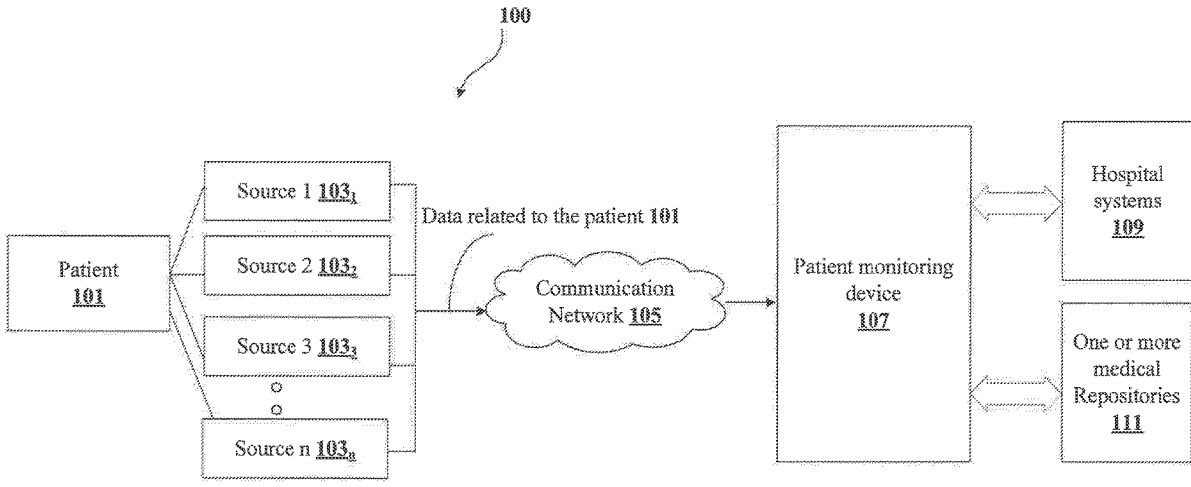 100
Patient
101
Source 1 103₁
Source 2 103₂
Source 3 103₃
Source n 103ₙ
Data related to the patient 101
Communication
Network 105
Patient monitoring
device
107
Hospital
systems
109
One or more
medical
Repositories
111